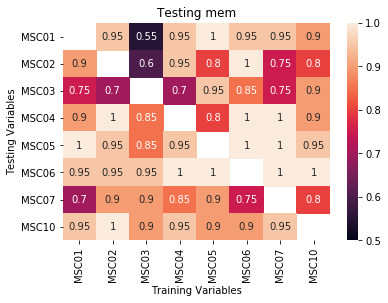 Testing mem
MSC01 0.95 0.55 0.95 1 0.95 0.95 0.9 1.0
MSC02 0.9 0.6 0.95 0.8 1 0.75 0.8
MSC03 0.75 0.7 0.7 0.95 0.85 0.75 0.9 0.9
MSC04 0.9 1 0.85 0.8 1 1 0.9 0.8
MSC05 1 0.95 0.85 0.95 1 1 0.95
MSC06 0.95 0.95 0.95 1 1 1 1 0.7
MSC07 0.7 0.9 0.9 0.85 0.9 0.75 0.8 0.6
MSC10 0.95 1 0.9 0.95 0.9 0.9 0.95 0.5
Testing Variables
MSC01 MSC02 MSC03 MSC04 MSC05 MSC06 MSC07 MSC10
Training Variables